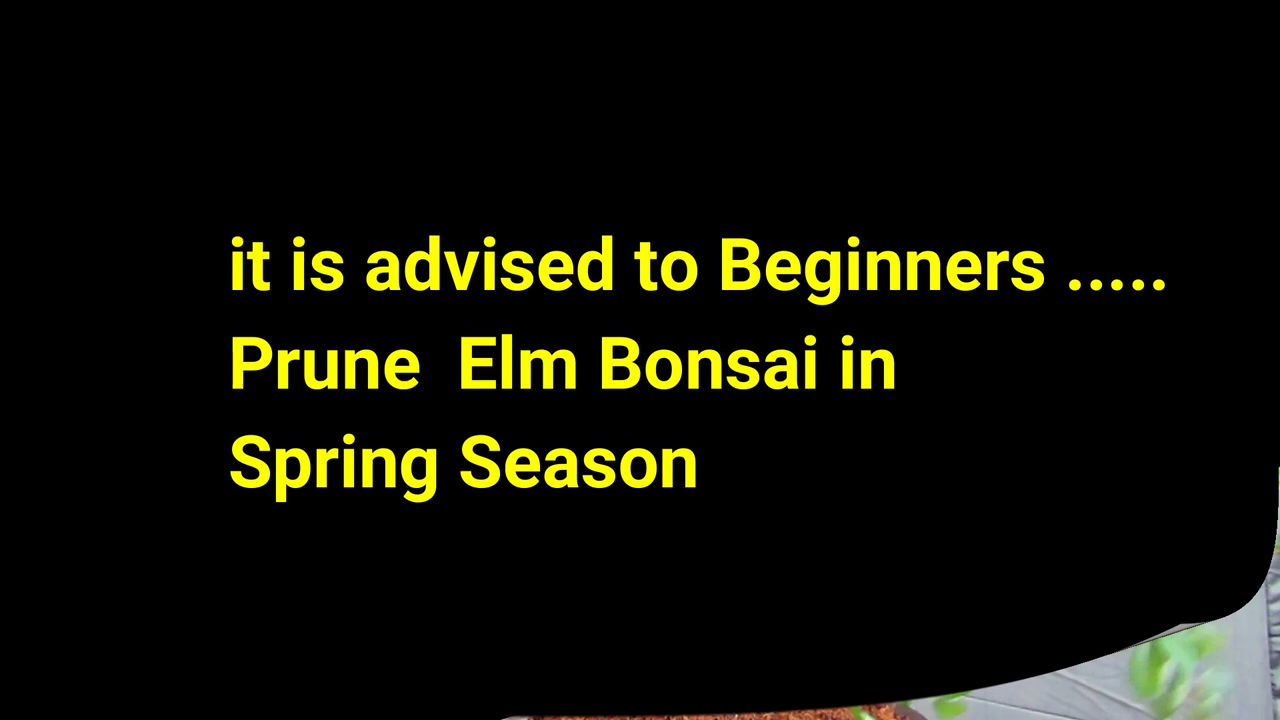 it is advised to Beginners .....
Prune  Elm Bonsai in
Spring Season